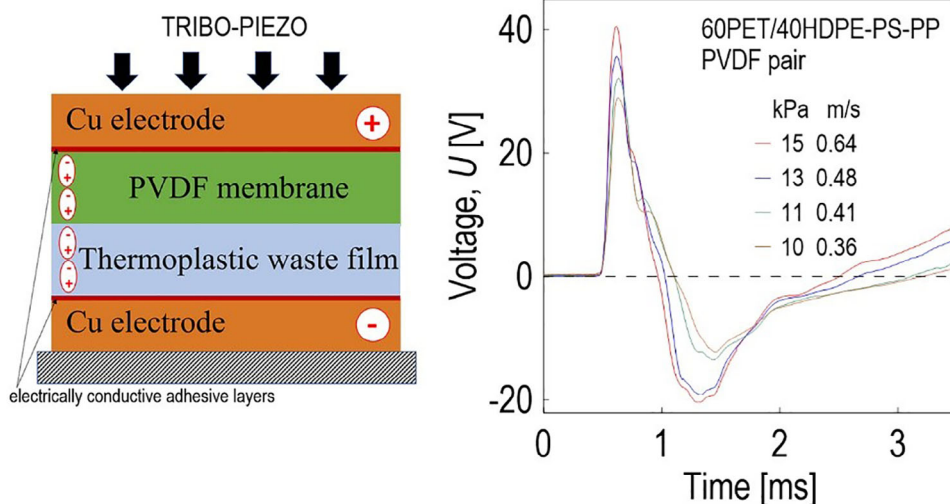 TRIBO-PIEZO
Cu electrode +
PVDF membrane
Thermoplastic waste film
Cu electrode -
electrically conductive adhesive layers
60PET/40HDPE-PS-PP
PVDF pair
kPa m/s
15 0.64
13 0.48
11 0.41
10 0.36
Voltage, U [V]
40
20
0
-20
0 1 2 3
Time [ms]